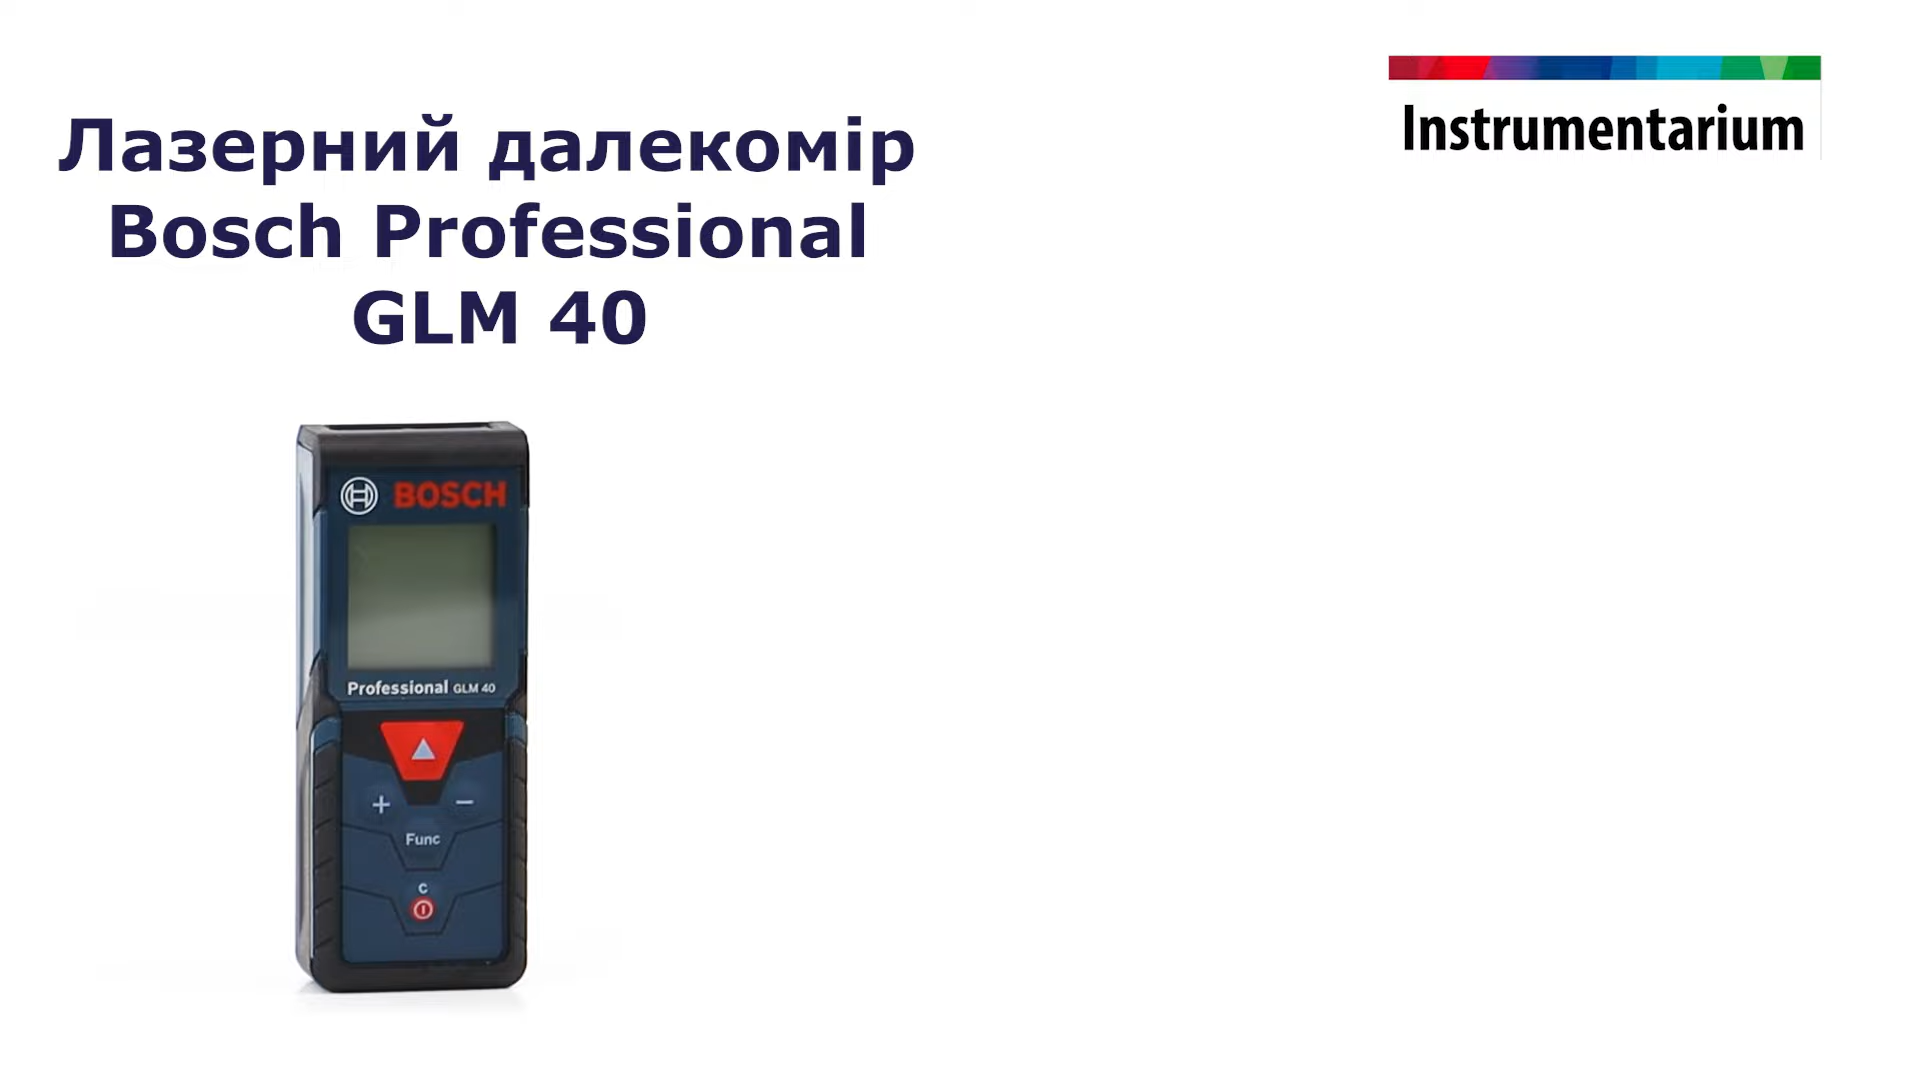 Лазерний далекомір
Bosch Professional
GLM 40
Instrumentarium
BOSCH
Professional GLM 40
+ −
Func
C